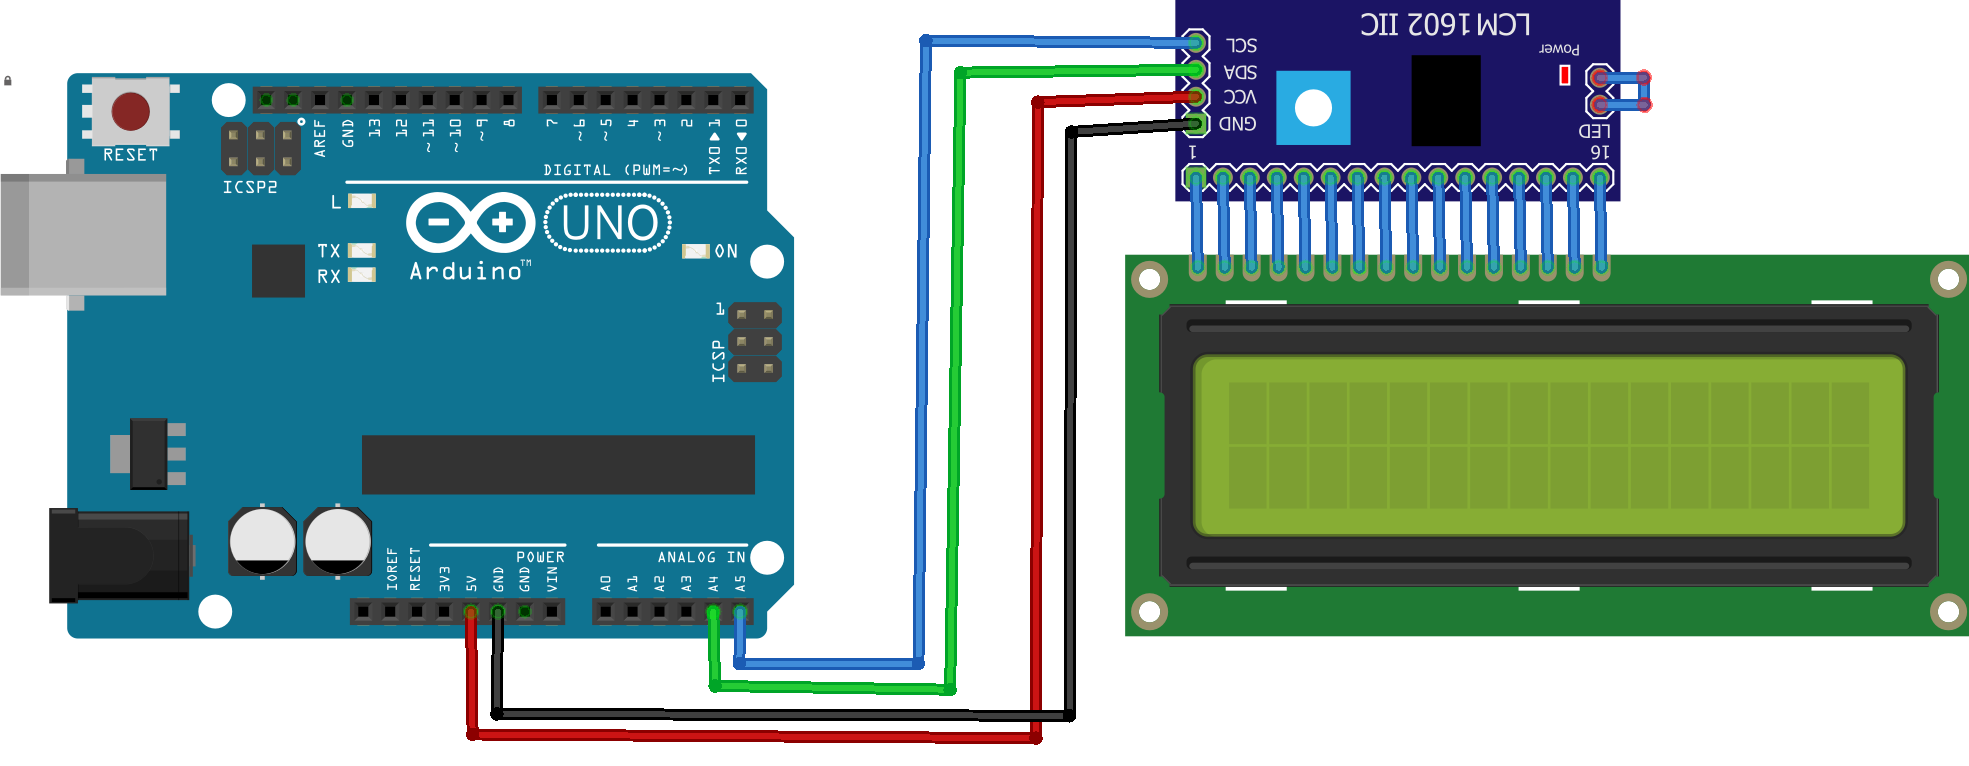 LCM1602 IIC
SCL
SDA
VCC
GND
Power
LED
1
16
RESET
ICSP2
AREF
GND
13
12
~11
~10
~9
8
7
~6
~5
4
~3
2
TX0▶1
RX0◀0
DIGITAL (PWM=~)
L
TX
RX
UNO
Arduino™
ON
1
ICSP
IOREF
RESET
3V3
5V
GND
GND
VIN
POWER
ANALOG IN
A0
A1
A2
A3
A4
A5